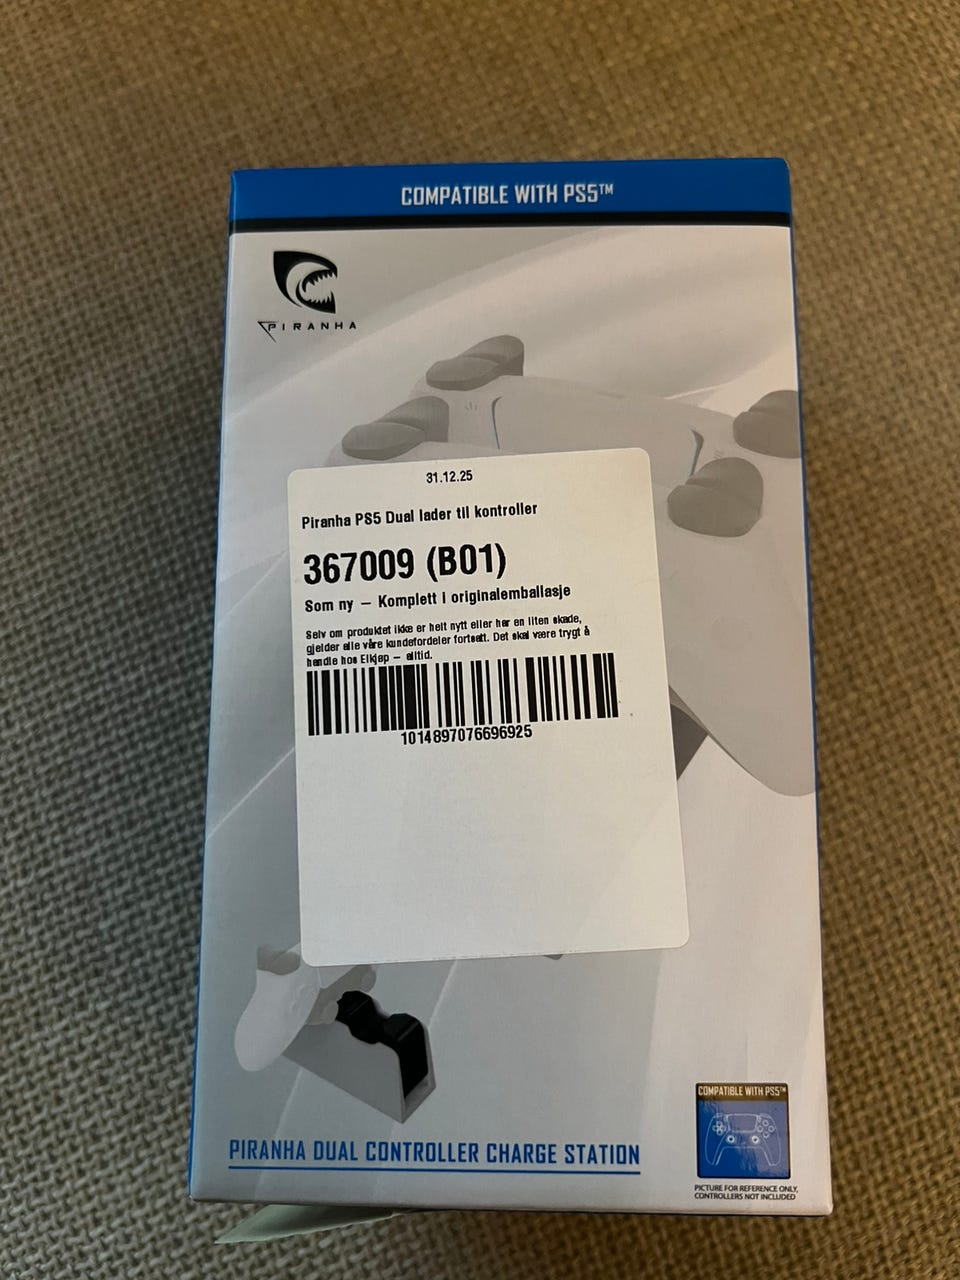 COMPATIBLE WITH PS5™
PIRANHA
31.12.25
Piranha PS5 Dual lader til kontroller
367009 (B01)
Som ny – Komplett i originalemballasje
Selv om produktet ikke er helt nytt eller har en liten skade,
gjelder alle våre kundefordeler fortsatt. Det skal være trygt å
handle hos Elkjøp – alltid.
1014897076696925
PIRANHA DUAL CONTROLLER CHARGE STATION
COMPATIBLE WITH PS5™
PICTURE FOR REFERENCE ONLY,
CONTROLLERS NOT INCLUDED